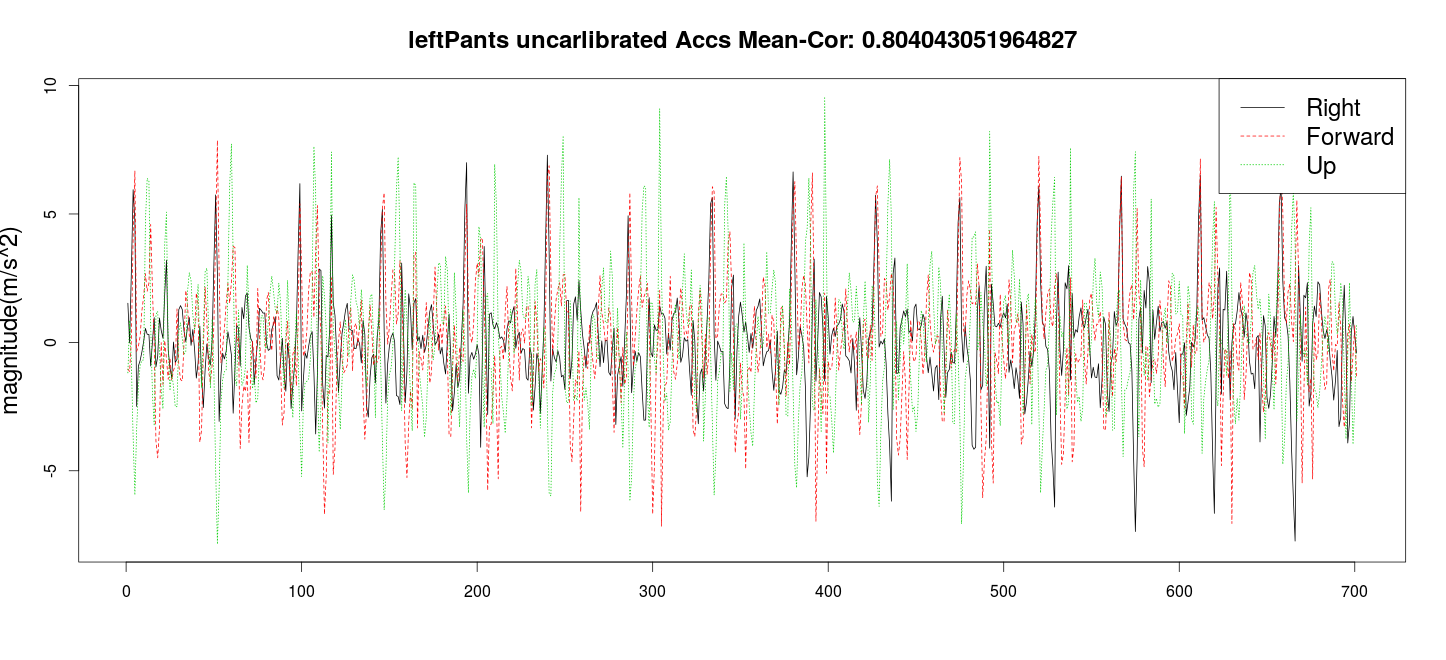 leftPants uncarlibrated Accs Mean-Cor: 0.804043051964827
magnitude(m/s^2)
10
5
0
-5
Right
Forward
Up
0 100 200 300 400 500 600 700